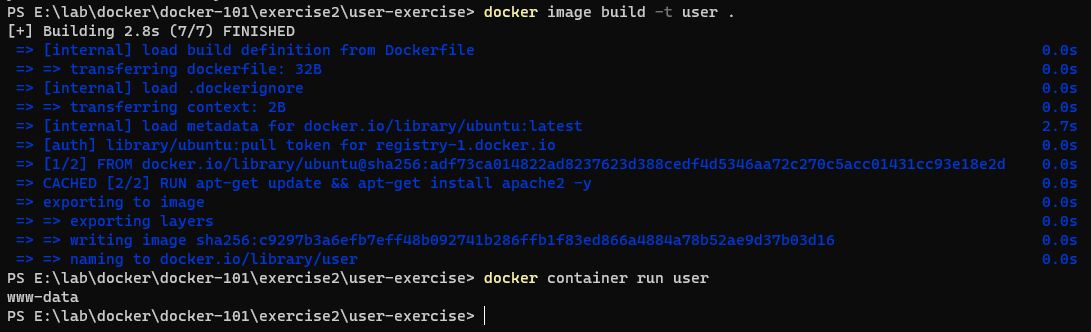 PS E:\lab\docker\docker-101\exercise2\user-exercise> docker image build -t user .
[+] Building 2.8s (7/7) FINISHED
=> [internal] load build definition from Dockerfile 0.0s
=> => transferring dockerfile: 32B 0.0s
=> [internal] load .dockerignore 0.0s
=> => transferring context: 2B 0.0s
=> [internal] load metadata for docker.io/library/ubuntu:latest 2.7s
=> [auth] library/ubuntu:pull token for registry-1.docker.io 0.0s
=> [1/2] FROM docker.io/library/ubuntu@sha256:adf73ca014822ad8237623d388cedf4d5346aa72c270c5acc01431cc93e18e2d 0.0s
=> CACHED [2/2] RUN apt-get update && apt-get install apache2 -y 0.0s
=> exporting to image 0.0s
=> => exporting layers 0.0s
=> => writing image sha256:c9297b3a6efb7eff48b092741b286ffb1f83ed866a4884a78b52ae9d37b03d16 0.0s
=> => naming to docker.io/library/user 0.0s
PS E:\lab\docker\docker-101\exercise2\user-exercise> docker container run user
www-data
PS E:\lab\docker\docker-101\exercise2\user-exercise>